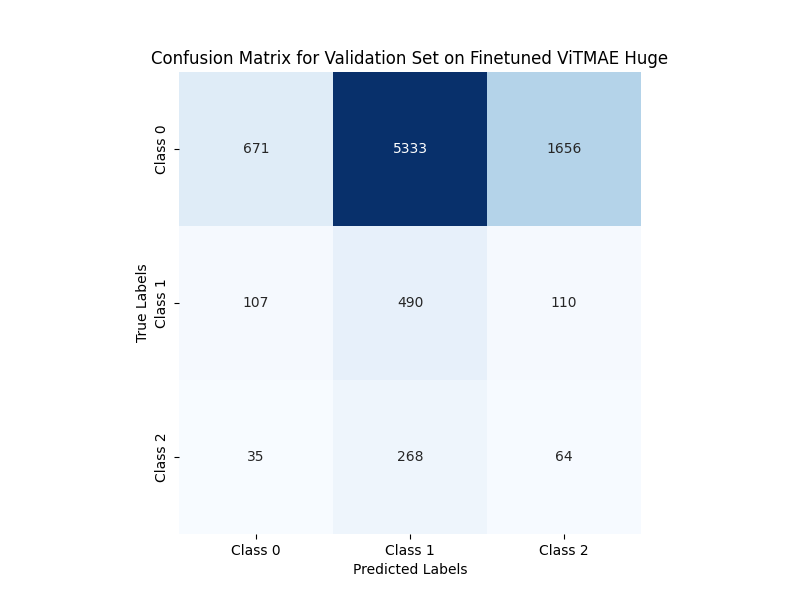 Confusion Matrix for Validation Set on Finetuned ViTMAE Huge
True Labels
Class 0
671 5333 1656
Class 1
107 490 110
Class 2
35 268 64
Class 0 Class 1 Class 2
Predicted Labels